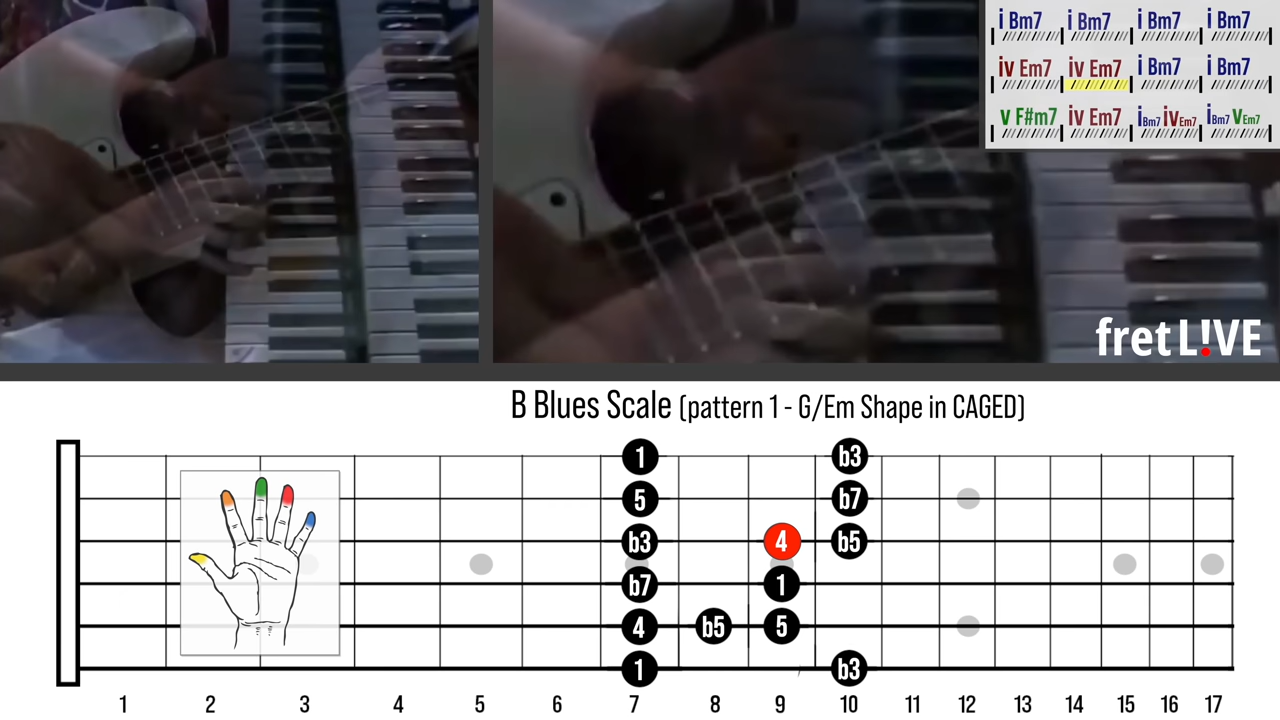 i Bm7 i Bm7 i Bm7 i Bm7
iv Em7 iv Em7 i Bm7 i Bm7
v F#m7 iv Em7 i Bm7 iv Em7 i Bm7 v Em7
fret L!VE
B Blues Scale (pattern 1 - G/Em Shape in CAGED)
1 b3
5 b7
b3 4 b5
b7 1
4 b5 5
1 b3
1 2 3 4 5 6 7 8 9 10 11 12 13 14 15 16 17